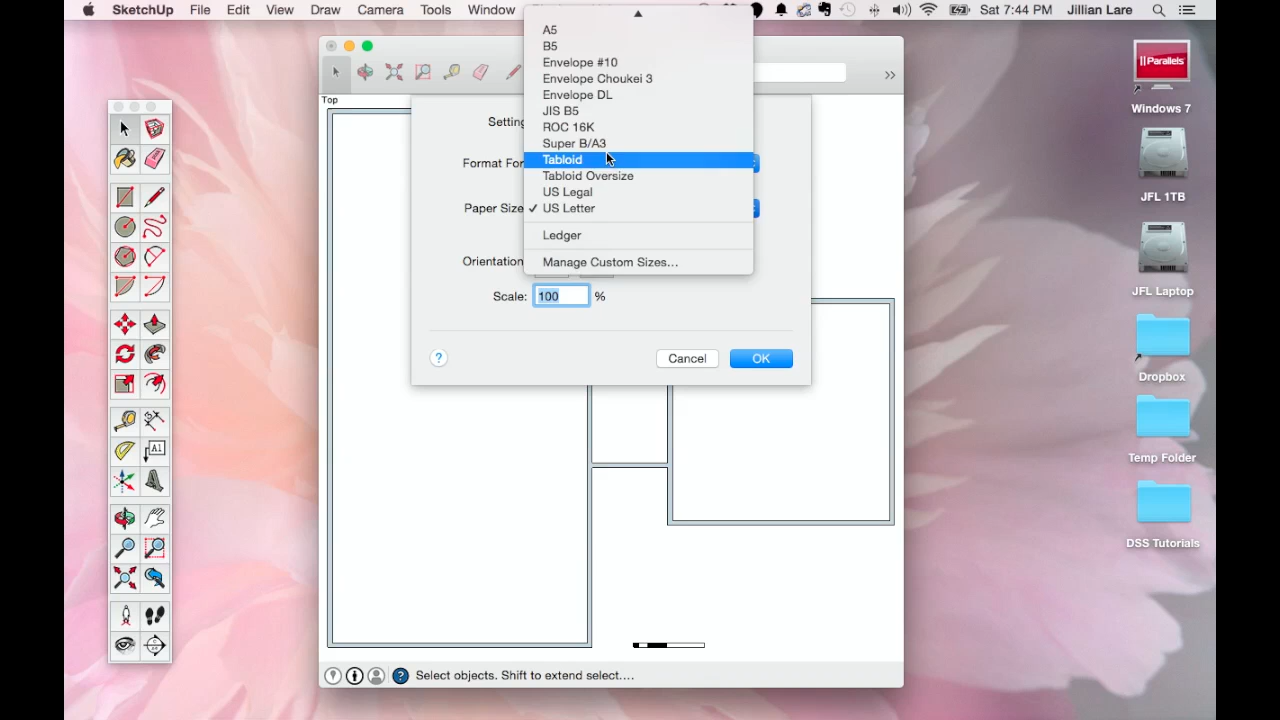 SketchUp File Edit View Draw Camera Tools Window Sat 7:44 PM Jillian Lare
A5
B5
Envelope #10
Envelope Choukei 3
Envelope DL
JIS B5
ROC 16K
Super B/A3
Tabloid
Tabloid Oversize
US Legal
✓ US Letter
Ledger
Manage Custom Sizes...
Top
Setting
Format For
Paper Size
Orientation
Scale: 100 %
? Cancel OK
A1
Select objects. Shift to extend select....
Parallels
Windows 7
JFL 1TB
JFL Laptop
Dropbox
Temp Folder
DSS Tutorials